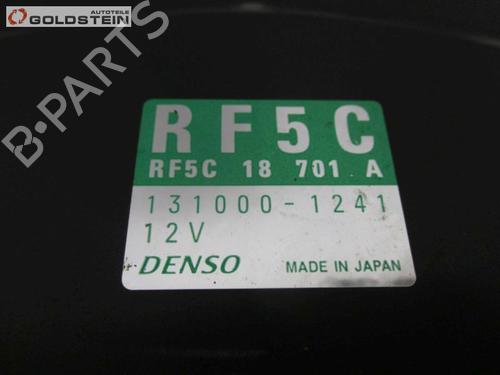 AUTOTEILE
GOLDSTEIN
B-PARTS
RF5C
RF5C 18 701 A
131000-1241
12V
DENSO
MADE IN JAPAN